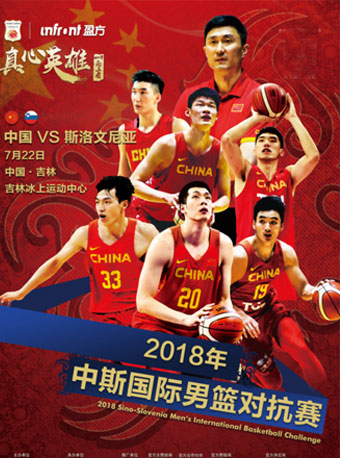 infront 盈方
真心英雄
中国 VS 斯洛文尼亚
7月22日
中国·吉林
吉林冰上运动中心
CHINA
CHINA
CHINA
33
CHINA
20
CHINA
19
2018年
中斯国际男篮对抗赛
2018 Sino-Slovenia Men's International Basketball Challenge